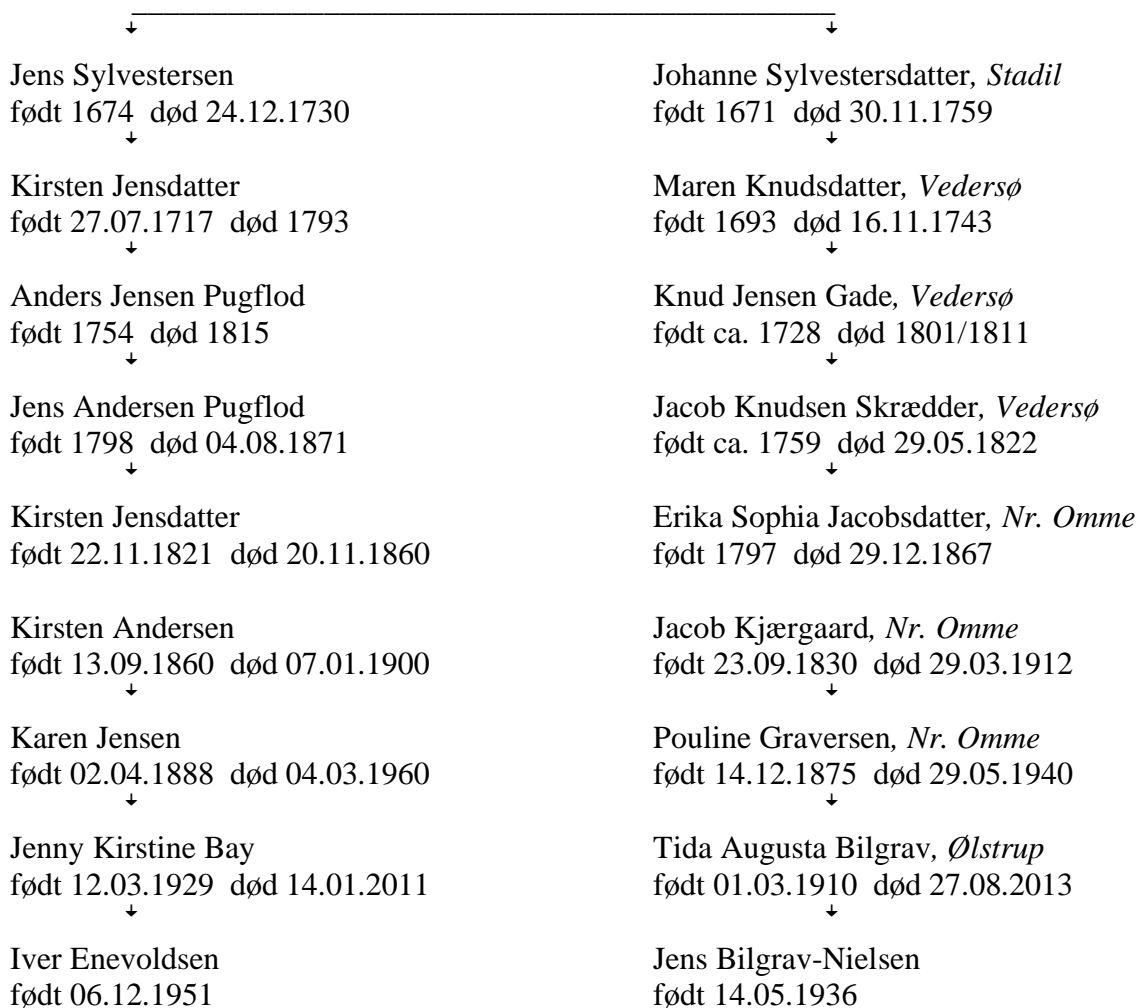 Jens Sylvestersen
født 1674 død 24.12.1730
Kirsten Jensdatter
født 27.07.1717 død 1793
Anders Jensen Pugflod
født 1754 død 1815
Jens Andersen Pugflod
født 1798 død 04.08.1871
Kirsten Jensdatter
født 22.11.1821 død 20.11.1860
Kirsten Andersen
født 13.09.1860 død 07.01.1900
Karen Jensen
født 02.04.1888 død 04.03.1960
Jenny Kirstine Bay
født 12.03.1929 død 14.01.2011
Iver Enevoldsen
født 06.12.1951
Johanne Sylvestersdatter, Stadil
født 1671 død 30.11.1759
Maren Knudsdatter, Vedersø
født 1693 død 16.11.1743
Knud Jensen Gade, Vedersø
født ca. 1728 død 1801/1811
Jacob Knudsen Skrædder, Vedersø
født ca. 1759 død 29.05.1822
Erika Sophia Jacobsdatter, Nr. Omme
født 1797 død 29.12.1867
Jacob Kjærgaard, Nr. Omme
født 23.09.1830 død 29.03.1912
Pouline Graversen, Nr. Omme
født 14.12.1875 død 29.05.1940
Tida Augusta Bilgrav, Ølstrup
født 01.03.1910 død 27.08.2013
Jens Bilgrav-Nielsen
født 14.05.1936